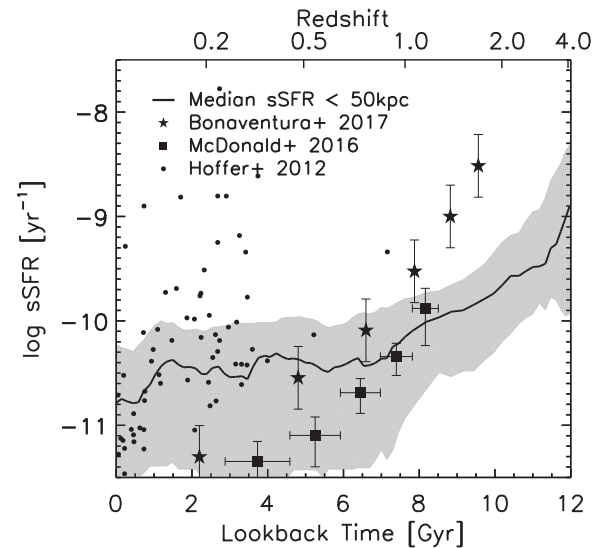 Redshift
0.2 0.5 1.0 2.0 4.0
Median sSFR < 50kpc
Bonaventura+ 2017
McDonald+ 2016
Hoffer+ 2012
log sSFR [yr⁻¹]
-8
-9
-10
-11
0 2 4 6 8 10 12
Lookback Time [Gyr]